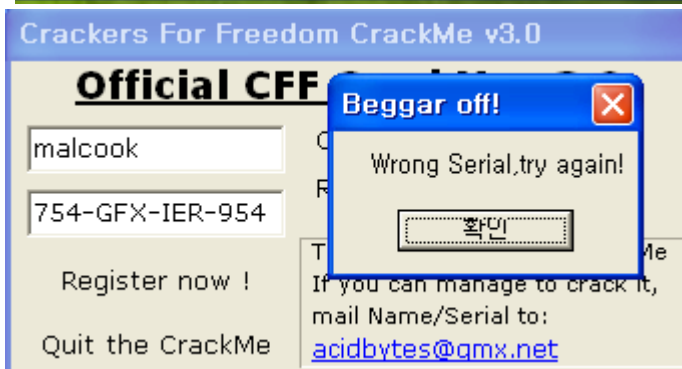 Crackers For Freedom CrackMe v3.0
Official CFF
Beggar off!
malcook
Wrong Serial,try again!
754-GFX-IER-954
확인
Register now !
If you can manage to crack it,
mail Name/Serial to:
Quit the CrackMe
acidbytes@gmx.net